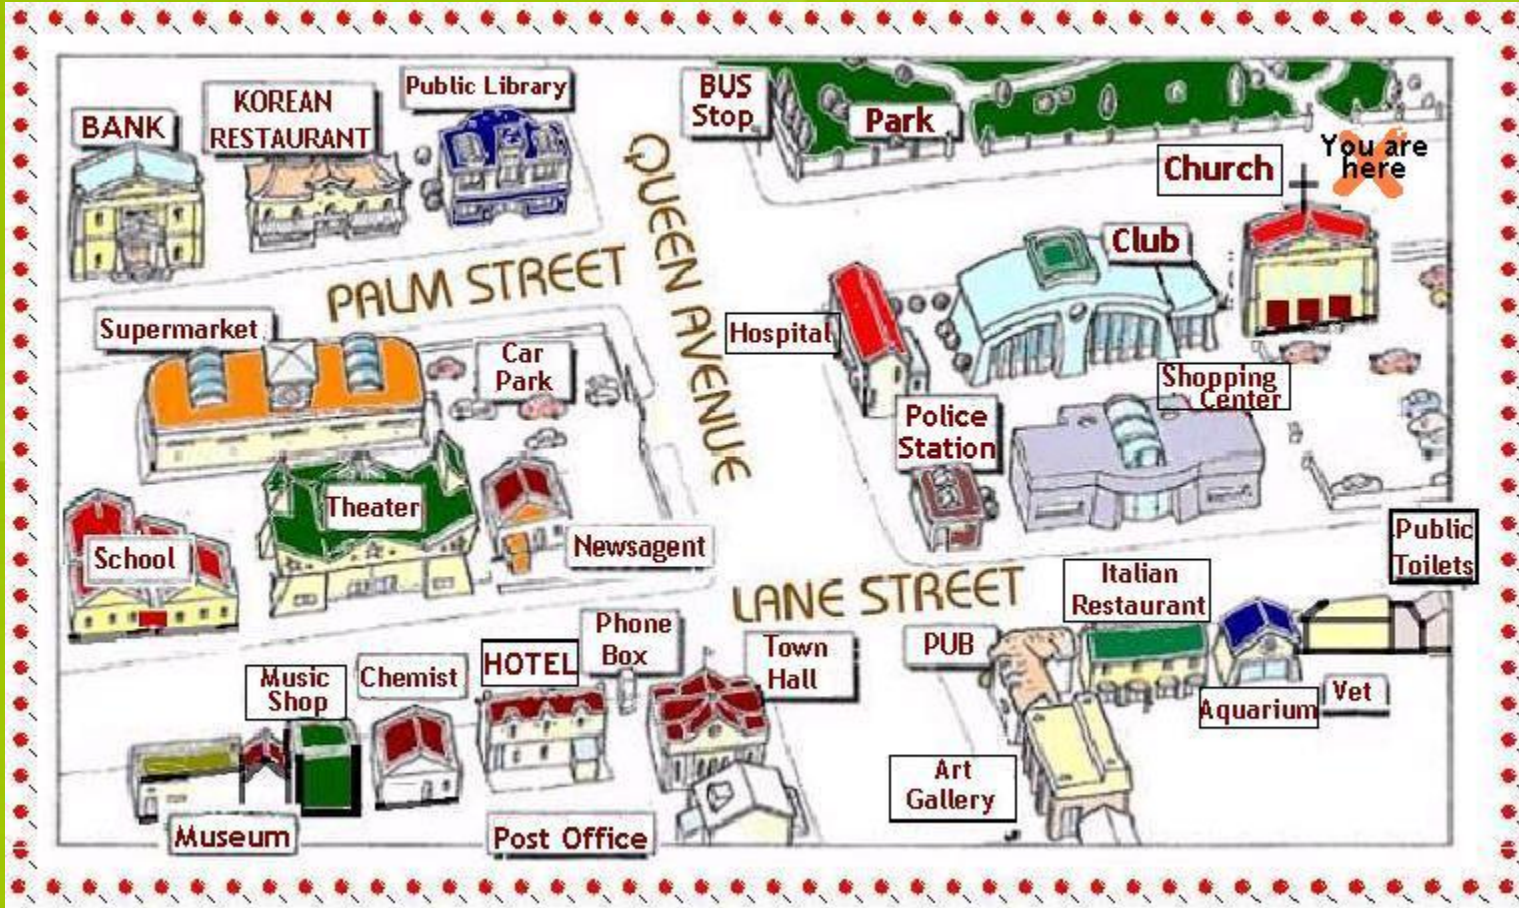 BANK
KOREAN
RESTAURANT
Public Library
BUS
Stop
Park
Church
You are
here
Club
QUEEN AVENUE
PALM STREET
Supermarket
Car
Park
Hospital
Shopping
Center
Police
Station
School
Theater
Newsagent
LANE STREET
Public
Toilets
Italian
Restaurant
PUB
Aquarium
Vet
Music
Shop
Chemist
HOTEL
Phone
Box
Town
Hall
Art
Gallery
Museum
Post Office